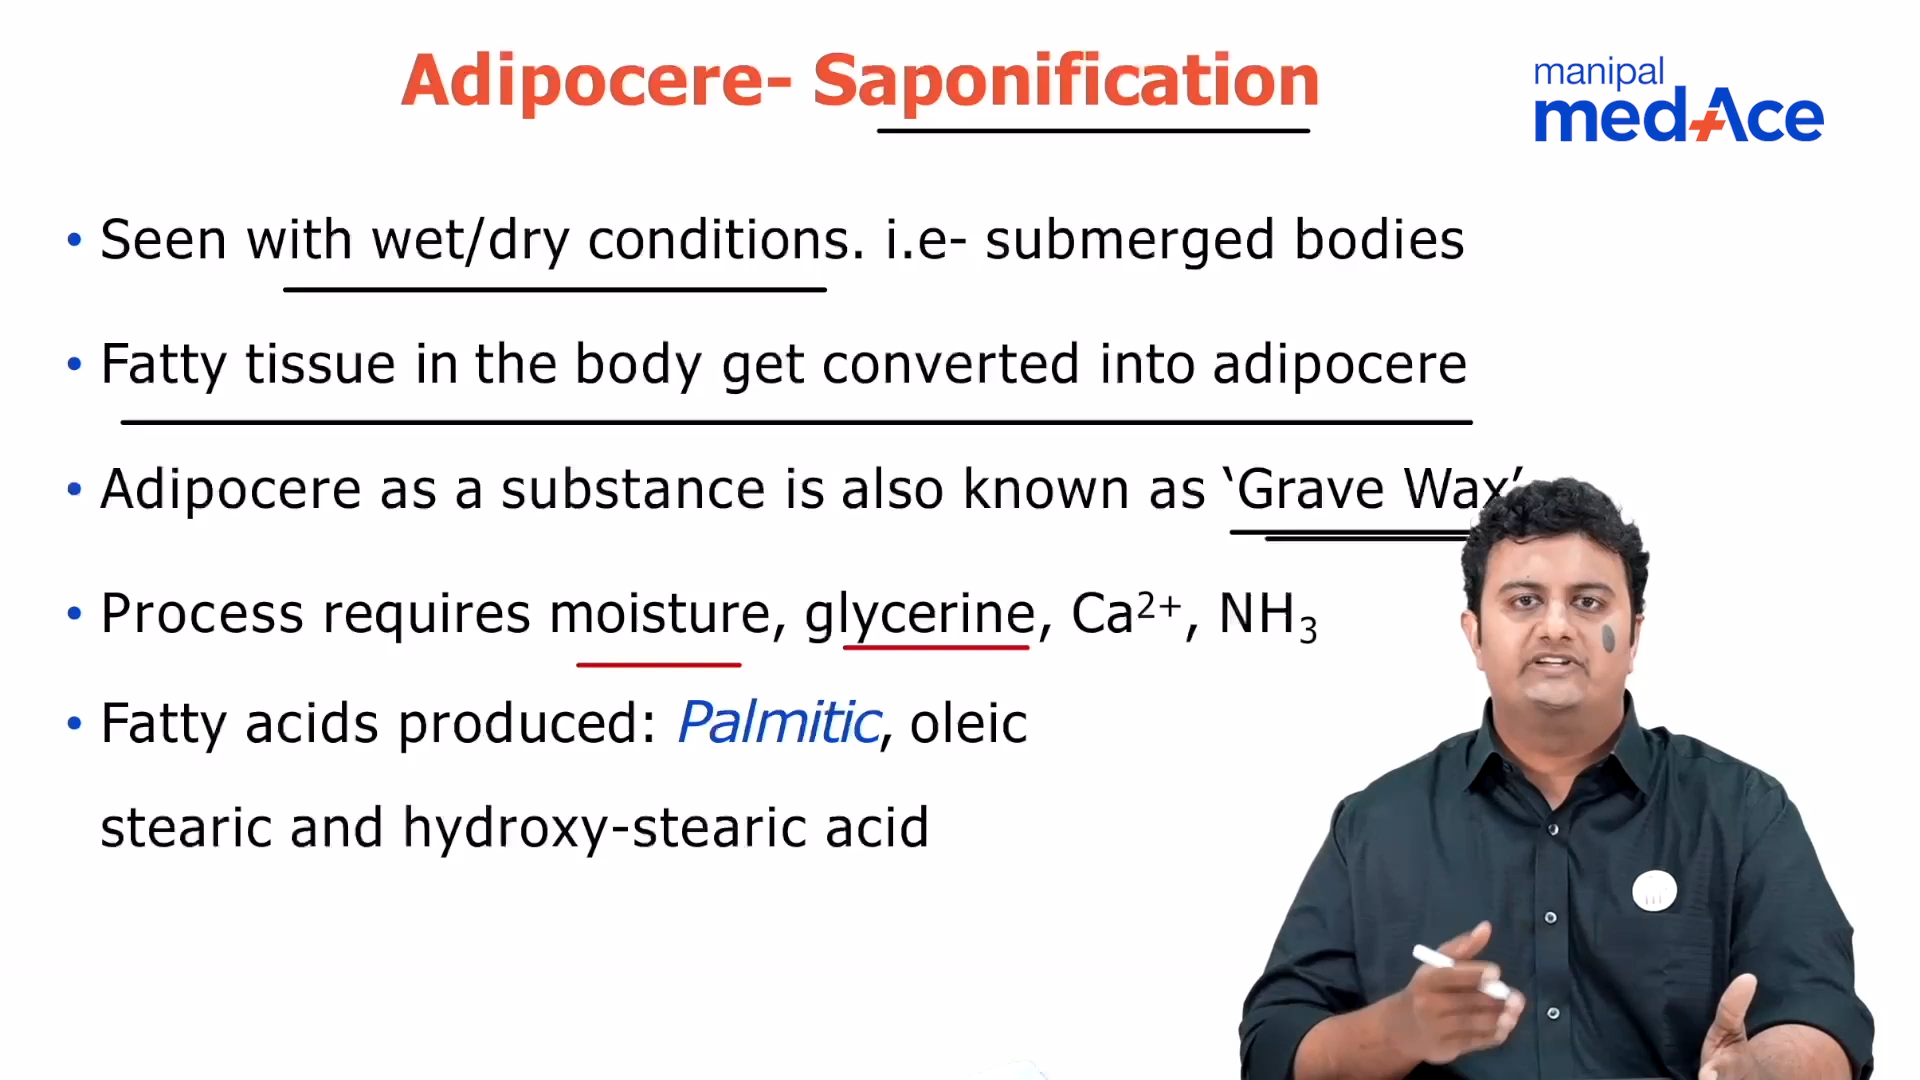 Adipocere- Saponification
manipal
medAce
• Seen with wet/dry conditions. i.e- submerged bodies
• Fatty tissue in the body get converted into adipocere
• Adipocere as a substance is also known as ‘Grave Wax’
• Process requires moisture, glycerine, Ca²⁺, NH₃
• Fatty acids produced: Palmitic, oleic
stearic and hydroxy-stearic acid